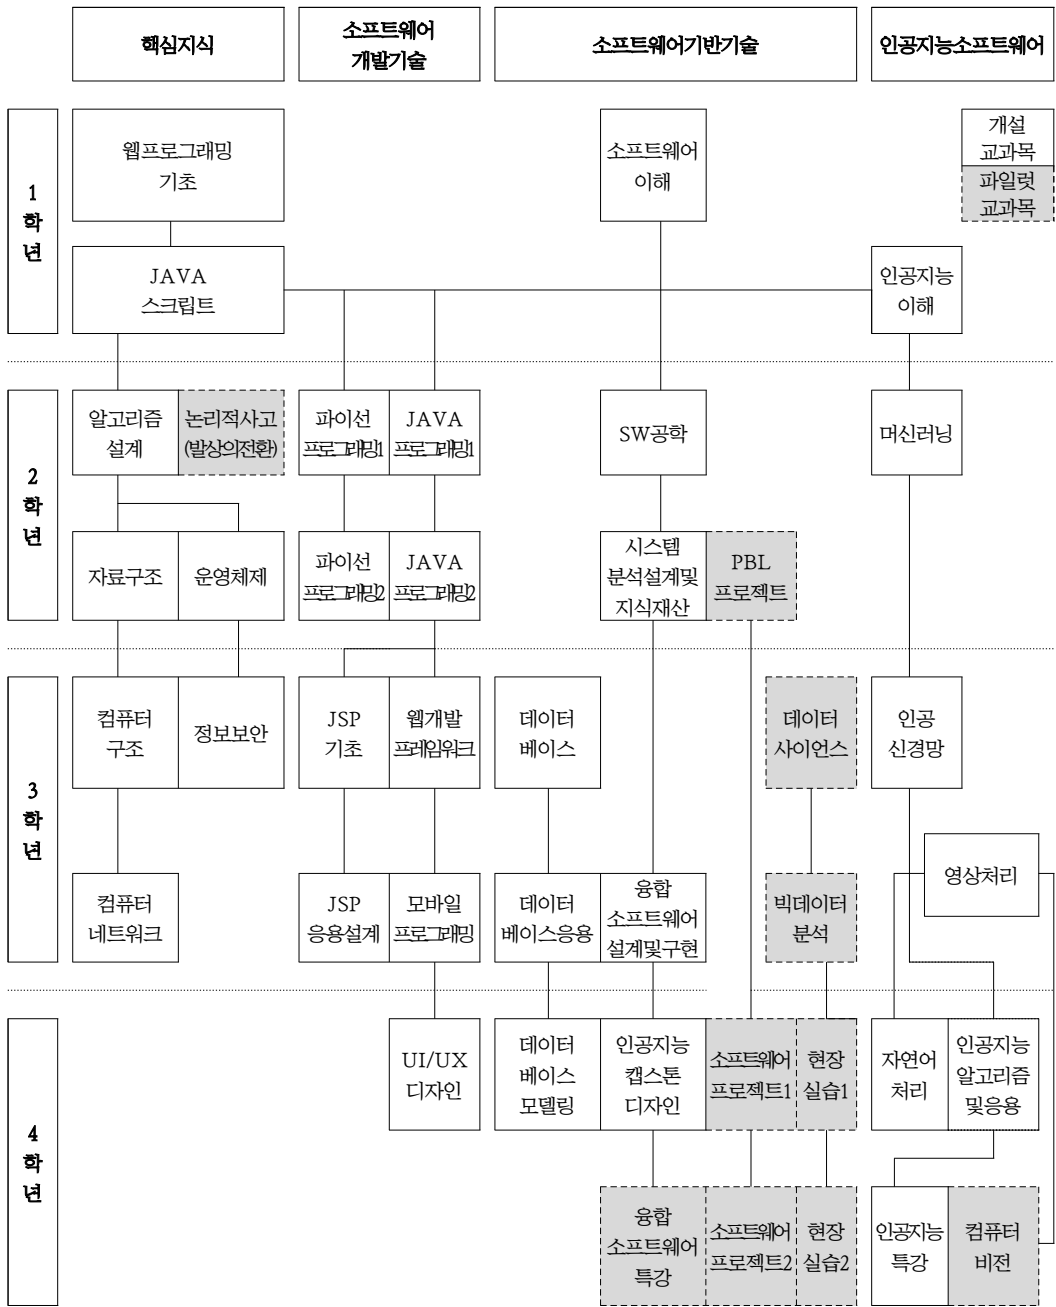 핵심지식
소프트웨어
개발기술
소프트웨어기반기술
인공지능소프트웨어
1
학
년
웹프로그래밍
기초
소프트웨어
이해
개설
교과목
파일럿
교과목
JAVA
스크립트
인공지능
이해
2
학
년
알고리즘
설계
논리적사고
(발상의전환)
파이선
프로그래밍1
JAVA
프로그래밍1
SW공학
머신러닝
자료구조
운영체제
파이선
프로그래밍2
JAVA
프로그래밍2
시스템
분석설계및
지식재산
PBL
프로젝트
3
학
년
컴퓨터
구조
정보보안
JSP
기초
웹개발
프레임워크
데이터
베이스
데이터
사이언스
인공
신경망
영상처리
컴퓨터
네트워크
JSP
응용설계
모바일
프로그래밍
데이터
베이스응용
융합
소프트웨어
설계및구현
빅데이터
분석
4
학
년
UI/UX
디자인
데이터
베이스
모델링
인공지능
캡스톤
디자인
소프트웨어
프로젝트1
현장
실습1
자연어
처리
인공지능
알고리즘
및응용
융합
소프트웨어
특강
소프트웨어
프로젝트2
현장
실습2
인공지능
특강
컴퓨터
비전